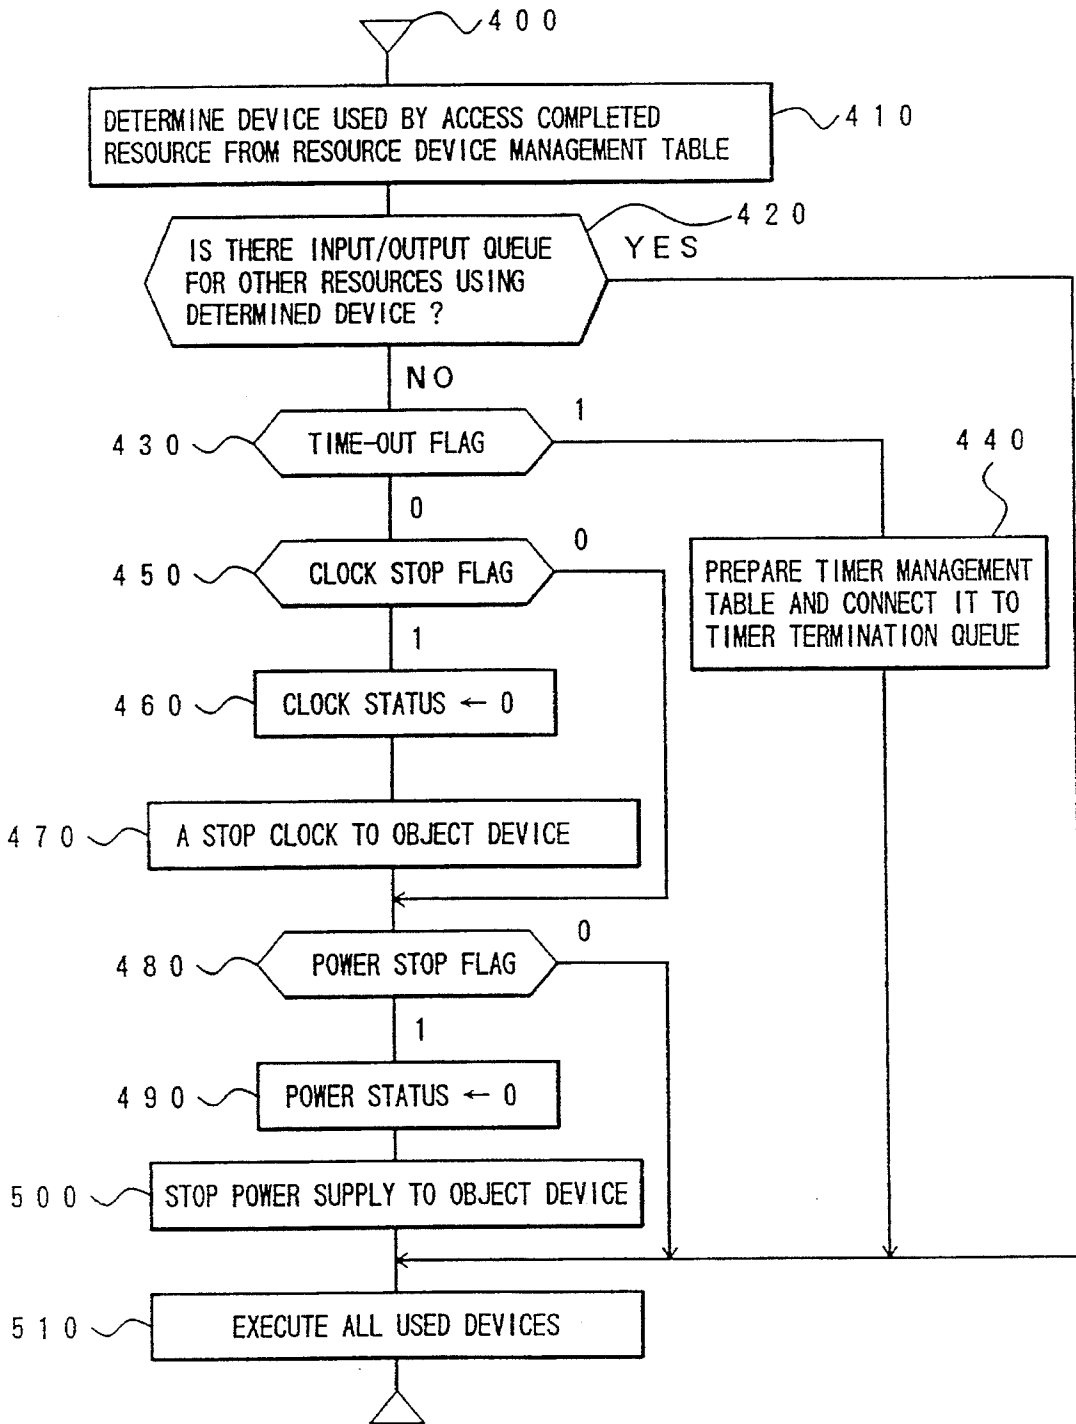 400
DETERMINE DEVICE USED BY ACCESS COMPLETED
RESOURCE FROM RESOURCE DEVICE MANAGEMENT TABLE
410
420
IS THERE INPUT/OUTPUT QUEUE
FOR OTHER RESOURCES USING
DETERMINED DEVICE ?
YES
NO
430
TIME-OUT FLAG
1
440
0
450
CLOCK STOP FLAG
0
PREPARE TIMER MANAGEMENT
TABLE AND CONNECT IT TO
TIMER TERMINATION QUEUE
1
460
CLOCK STATUS ← 0
470
A STOP CLOCK TO OBJECT DEVICE
480
POWER STOP FLAG
0
1
490
POWER STATUS ← 0
500
STOP POWER SUPPLY TO OBJECT DEVICE
510
EXECUTE ALL USED DEVICES